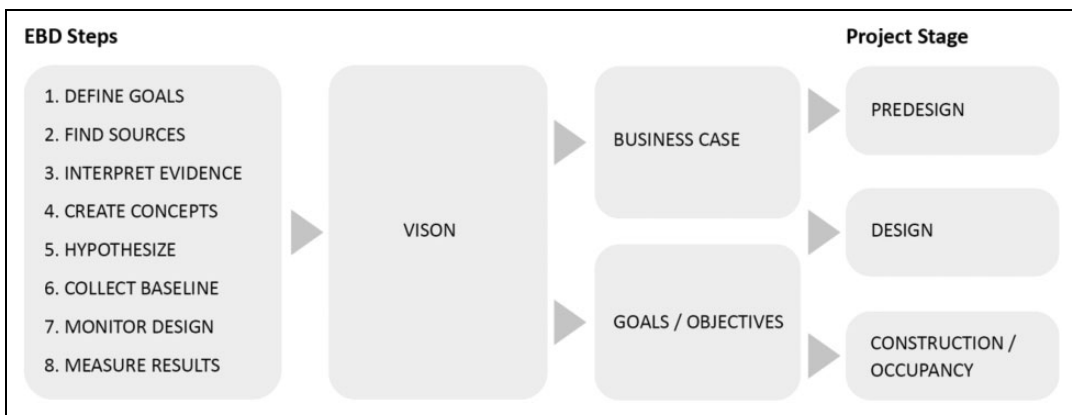 EBD Steps
Project Stage
1. DEFINE GOALS
2. FIND SOURCES
3. INTERPRET EVIDENCE
4. CREATE CONCEPTS
5. HYPOTHESIZE
6. COLLECT BASELINE
7. MONITOR DESIGN
8. MEASURE RESULTS
VISON
BUSINESS CASE
GOALS / OBJECTIVES
PREDESIGN
DESIGN
CONSTRUCTION /
OCCUPANCY